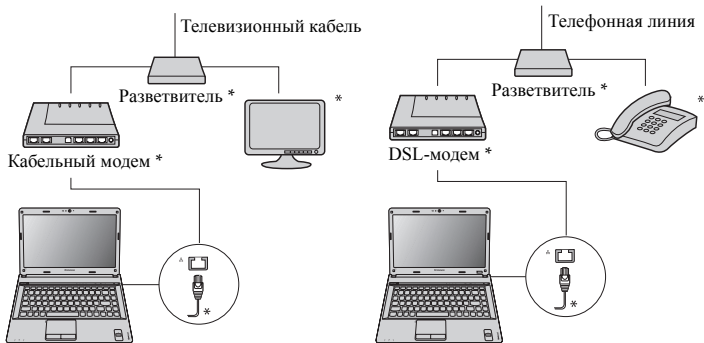 Телевизионный кабель
Разветвитель *
*
Кабельный модем *
*
Телефонная линия
Разветвитель *
*
DSL-модем *
*